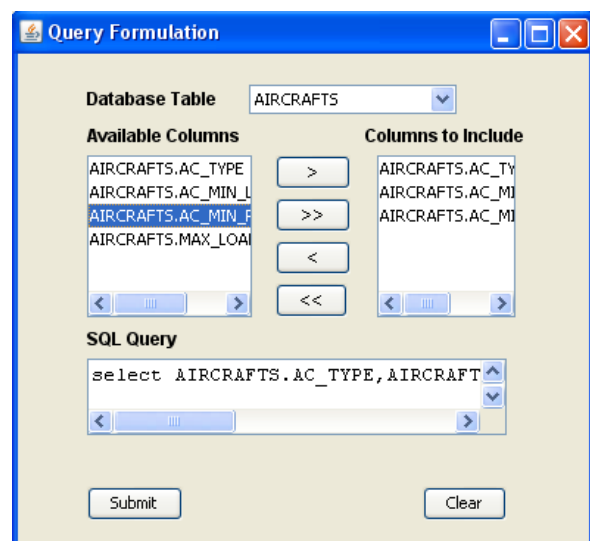 Query Formulation
Database Table AIRCRAFTS
Available Columns Columns to Include
AIRCRAFTS.AC_TYPE > AIRCRAFTS.AC_TY
AIRCRAFTS.AC_MIN_L AIRCRAFTS.AC_MI
AIRCRAFTS.AC_MIN_F >> AIRCRAFTS.AC_MI
AIRCRAFTS.MAX_LOA
<
<<
SQL Query
select AIRCRAFTS.AC_TYPE,AIRCRAFT
Submit Clear